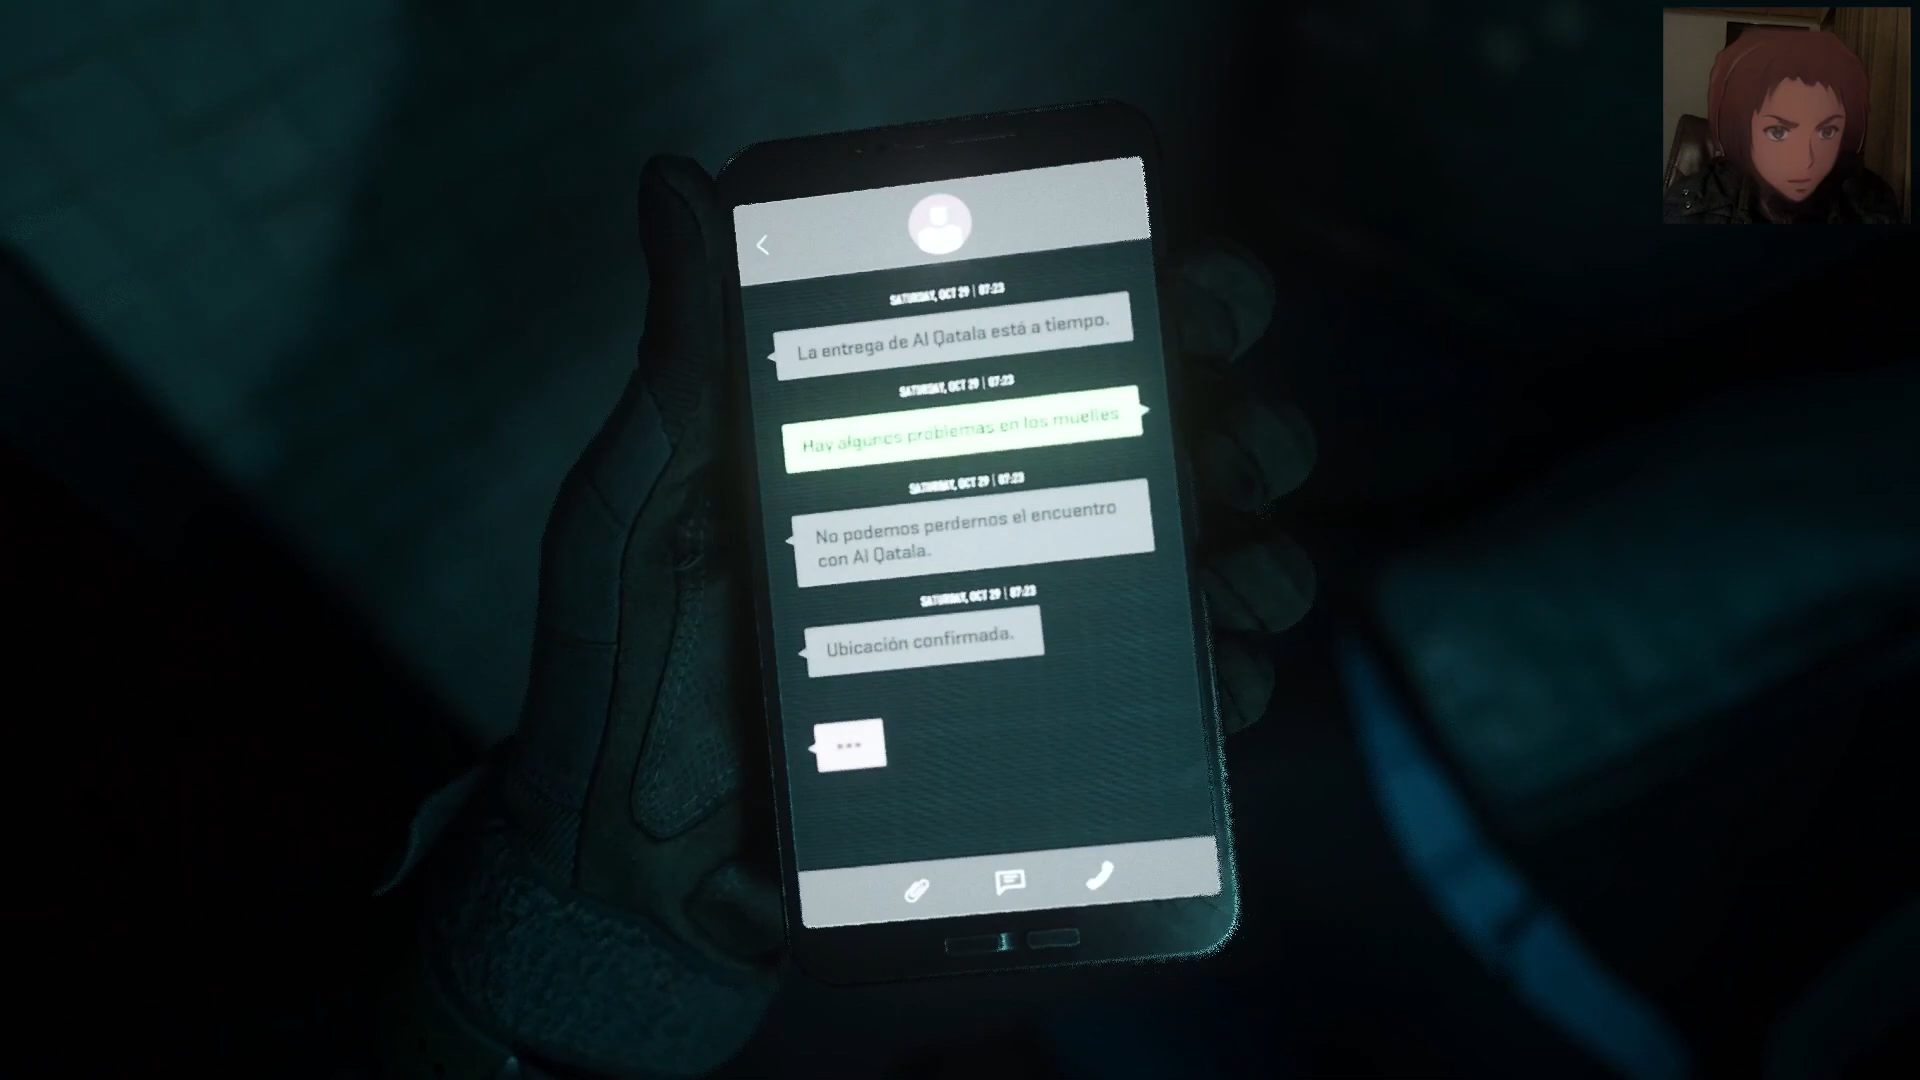 SATURDAY, OCT 29 | 07:23
La entrega de Al Qatala está a tiempo.
SATURDAY, OCT 29 | 07:23
Hay algunos problemas en los muelles
SATURDAY, OCT 29 | 07:23
No podemos perdernos el encuentro
con Al Qatala.
SATURDAY, OCT 29 | 07:23
Ubicación confirmada.
...